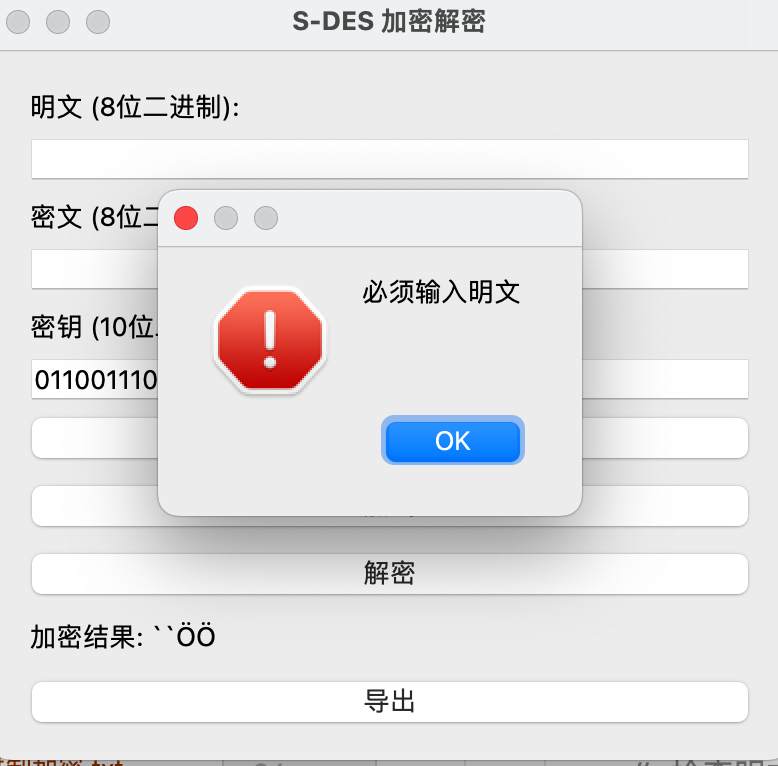 S-DES 加密解密
明文 (8位二进制):
密文 (8位二
必须输入明文
密钥 (10位
011001110
OK
解密
加密结果: ``ÖÖ
导出